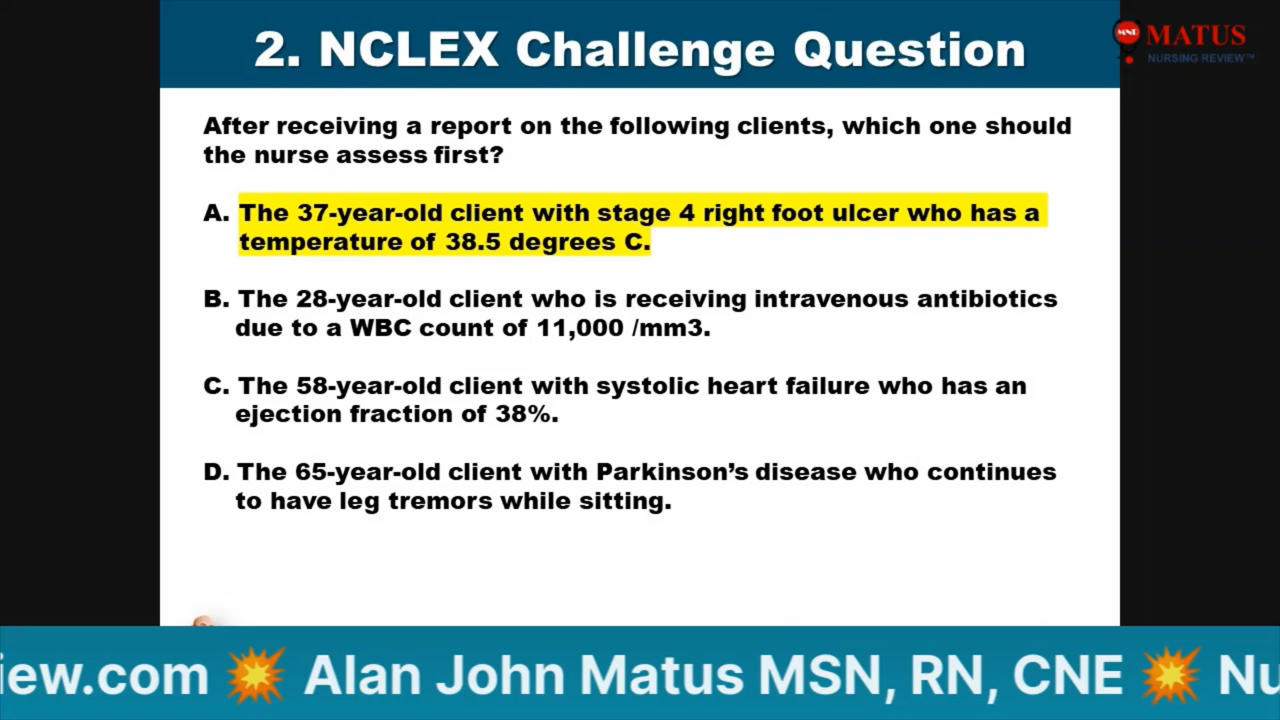 2. NCLEX Challenge Question
MNR
MATUS
NURSING REVIEW™
After receiving a report on the following clients, which one should
the nurse assess first?
A. The 37-year-old client with stage 4 right foot ulcer who has a
temperature of 38.5 degrees C.
B. The 28-year-old client who is receiving intravenous antibiotics
due to a WBC count of 11,000 /mm3.
C. The 58-year-old client with systolic heart failure who has an
ejection fraction of 38%.
D. The 65-year-old client with Parkinson’s disease who continues
to have leg tremors while sitting.
iew.com 💥 Alan John Matus MSN, RN, CNE 💥 Nu